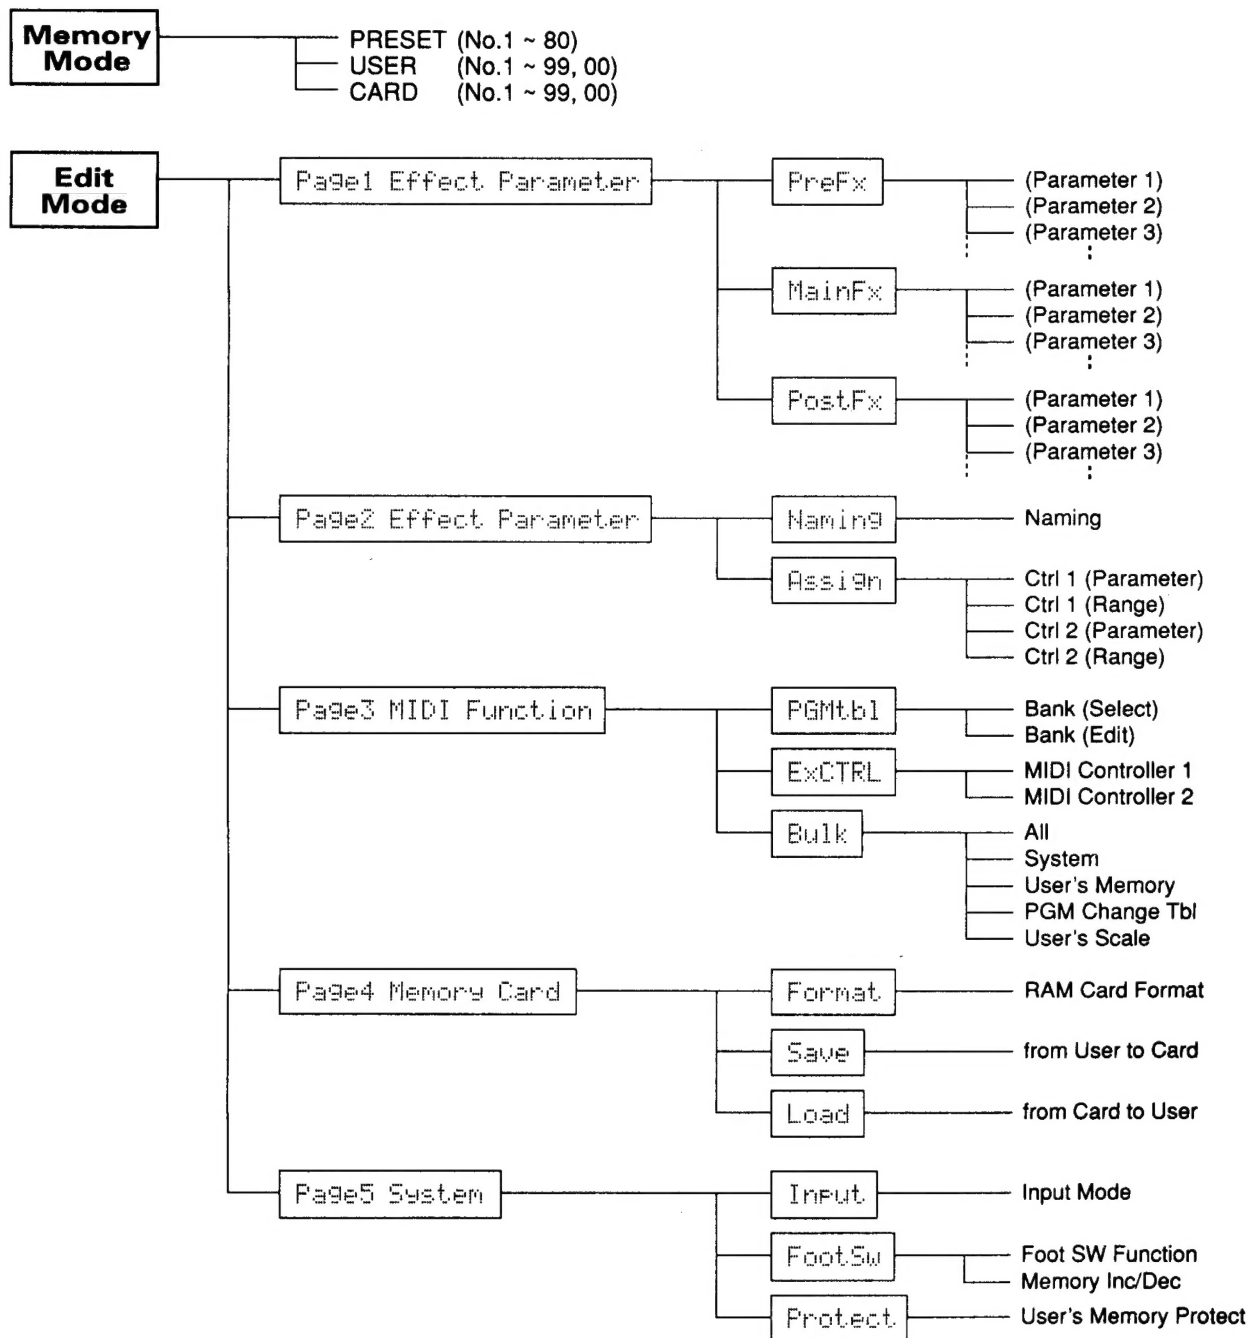 Memory
Mode
PRESET (No.1 ~ 80)
USER (No.1 ~ 99, 00)
CARD (No.1 ~ 99, 00)
Edit
Mode
Page1 Effect Parameter
PreFx
(Parameter 1)
(Parameter 2)
(Parameter 3)
MainFx
(Parameter 1)
(Parameter 2)
(Parameter 3)
PostFx
(Parameter 1)
(Parameter 2)
(Parameter 3)
Page2 Effect Parameter
Naming
Naming
Assign
Ctrl 1 (Parameter)
Ctrl 1 (Range)
Ctrl 2 (Parameter)
Ctrl 2 (Range)
Page3 MIDI Function
PGMtbl
Bank (Select)
Bank (Edit)
ExCTRL
MIDI Controller 1
MIDI Controller 2
Bulk
All
System
User's Memory
PGM Change Tbl
User's Scale
Page4 Memory Card
Format
RAM Card Format
Save
from User to Card
Load
from Card to User
Page5 System
Input
Input Mode
FootSw
Foot SW Function
Memory Inc/Dec
Protect
User's Memory Protect